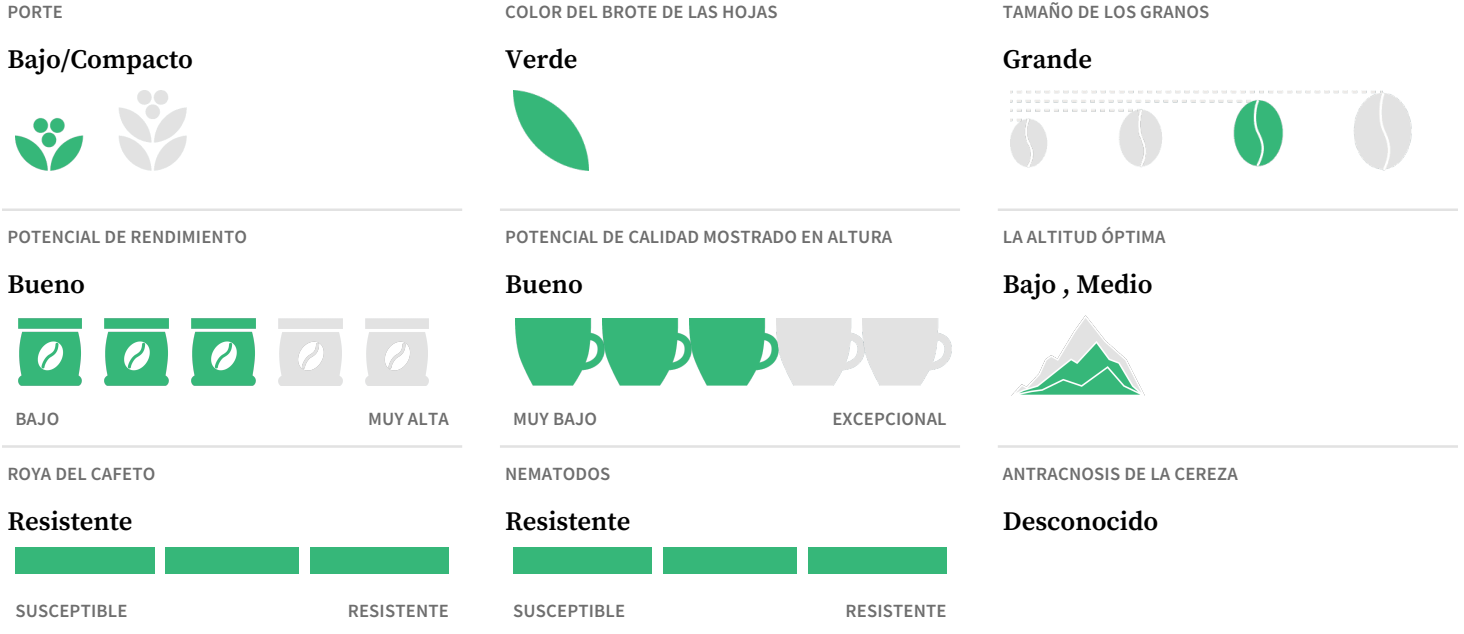 PORTE
Bajo/Compacto
COLOR DEL BROTE DE LAS HOJAS
Verde
TAMAÑO DE LOS GRANOS
Grande
POTENCIAL DE RENDIMIENTO
Bueno
BAJO
MUY ALTA
POTENCIAL DE CALIDAD MOSTRADO EN ALTURA
Bueno
MUY BAJO
EXCEPCIONAL
LA ALTITUD ÓPTIMA
Bajo , Medio
ROYA DEL CAFETO
Resistente
SUSCEPTIBLE
RESISTENTE
NEMATODOS
Resistente
SUSCEPTIBLE
RESISTENTE
ANTRACNOSIS DE LA CEREZA
Desconocido